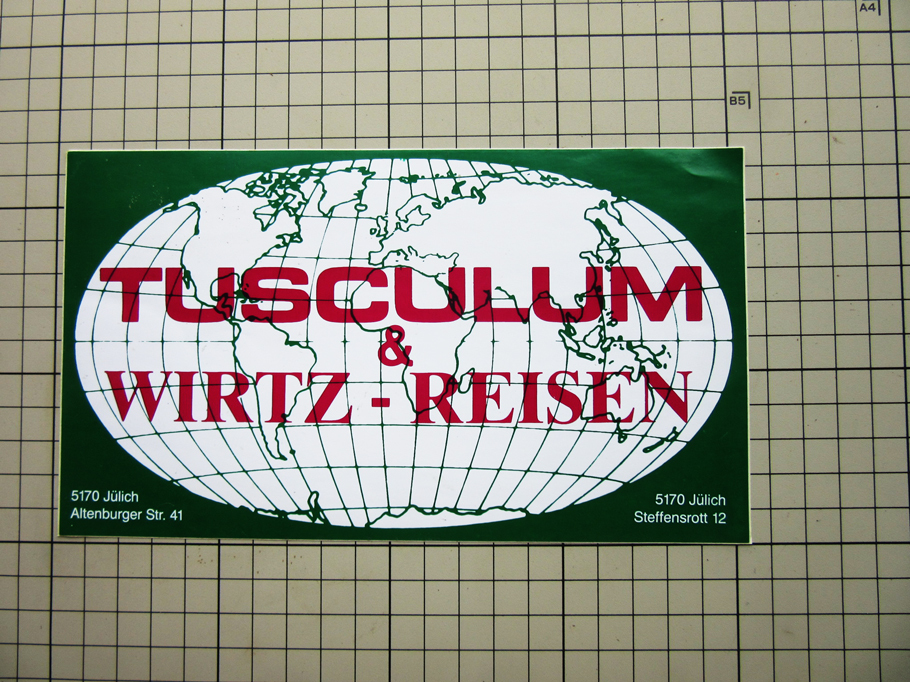 A4
B5
TUSCULUM
&
WIRTZ - REISEN
5170 Jülich
Altenburger Str. 41
5170 Jülich
Steffensrott 12